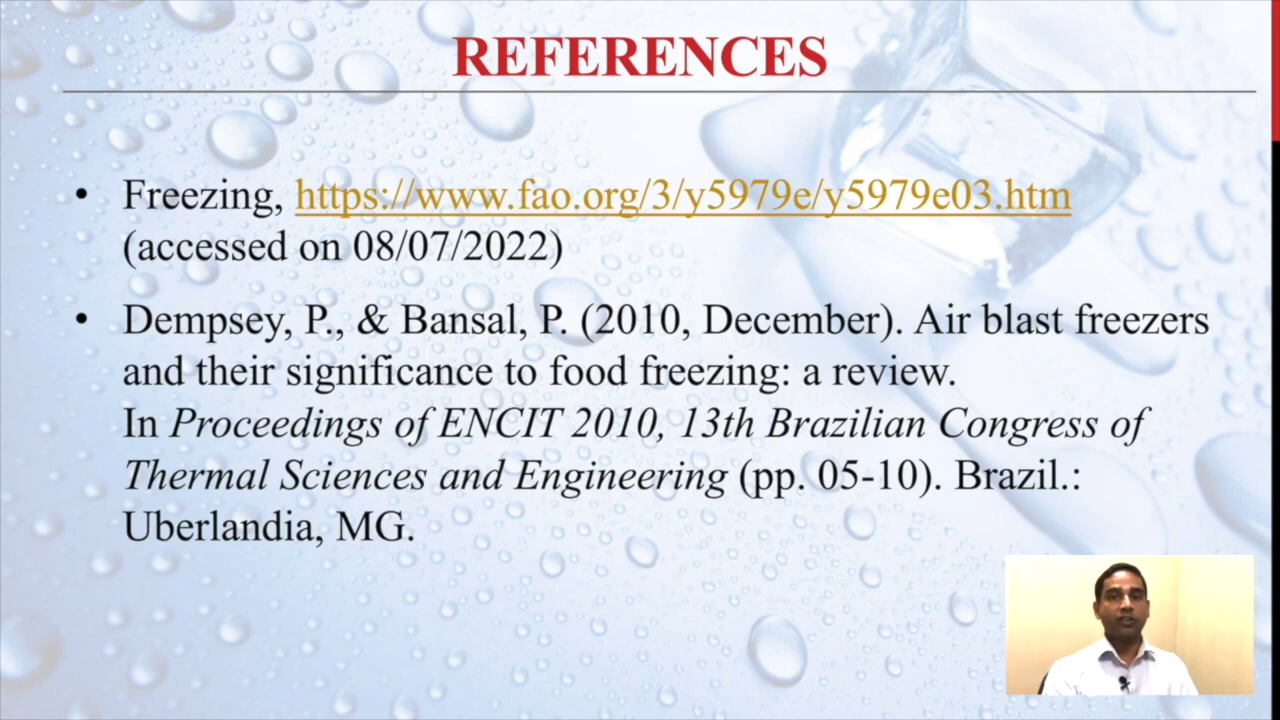 REFERENCES
• Freezing, https://www.fao.org/3/y5979e/y5979e03.htm
(accessed on 08/07/2022)
• Dempsey, P., & Bansal, P. (2010, December). Air blast freezers
and their significance to food freezing: a review.
In Proceedings of ENCIT 2010, 13th Brazilian Congress of
Thermal Sciences and Engineering (pp. 05-10). Brazil.:
Uberlandia, MG.